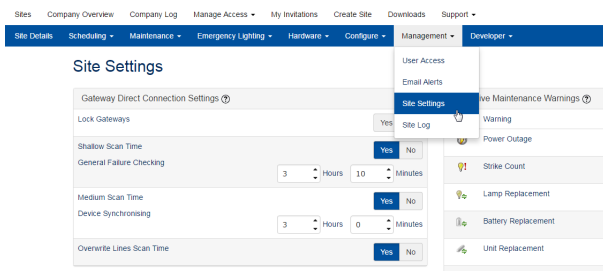 Sites Company Overview Company Log Manage Access My Invitations Create Site Downloads Support
Site Details Scheduling Maintenance Emergency Lighting Hardware Configure Management Developer
User Access
Email Alerts
Site Settings
Site Log
Site Settings
Gateway Direct Connection Settings ?
Lock Gateways
Yes
Shallow Scan Time
Yes No
General Failure Checking
3 Hours 10 Minutes
Medium Scan Time
Yes No
Device Synchronising
3 Hours 0 Minutes
Overwrite Lines Scan Time
Yes No
ive Maintenance Warnings ?
Warning
Power Outage
Strike Count
Lamp Replacement
Battery Replacement
Unit Replacement